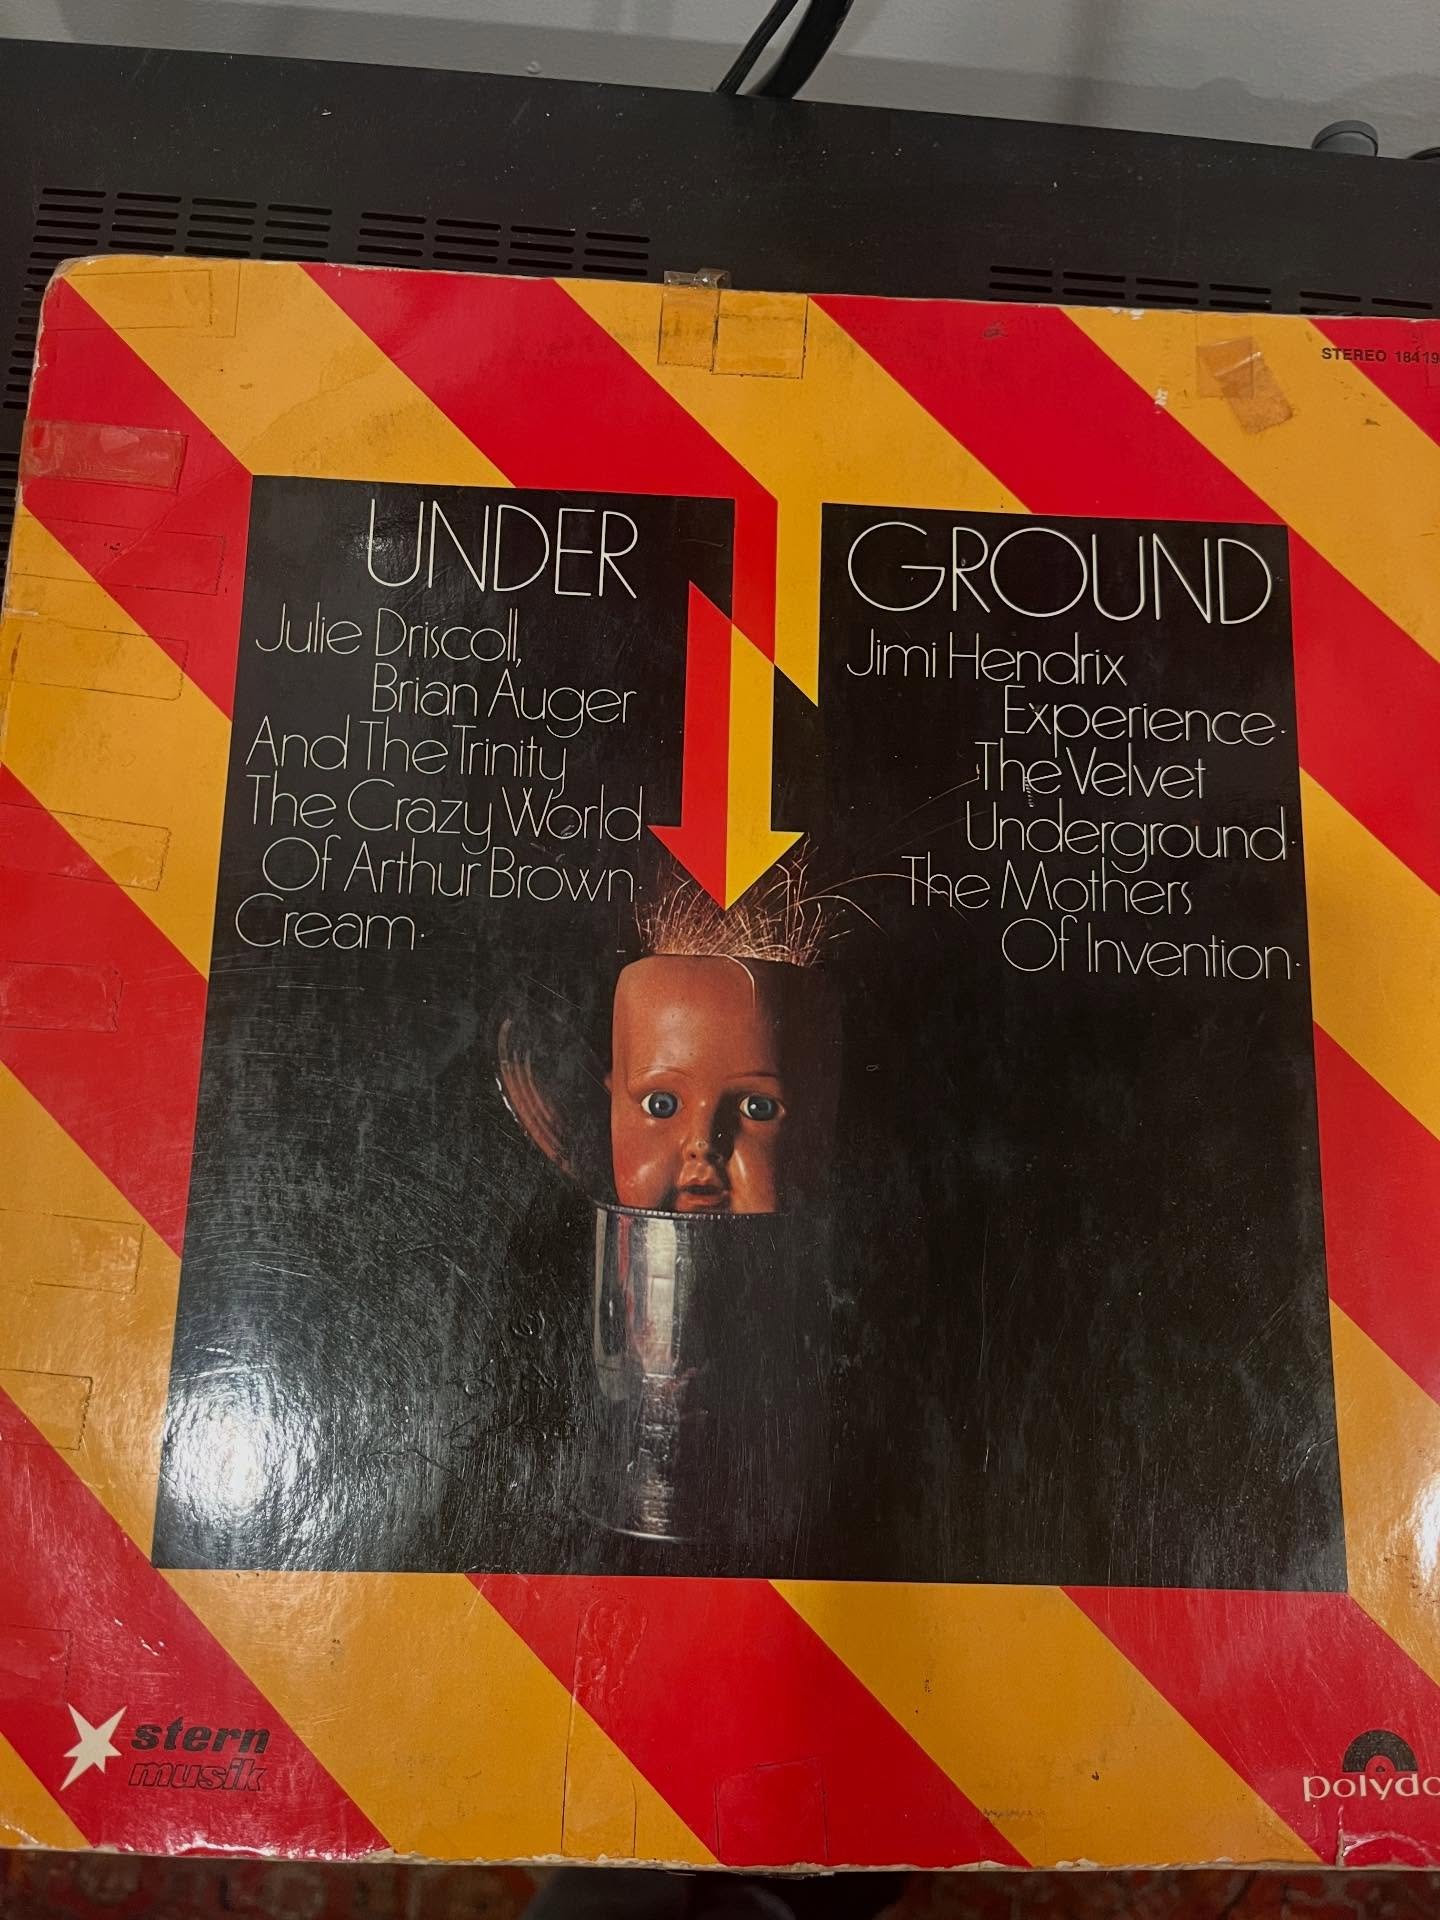 STEREO 18419
UNDER
Julie Driscoll,
Brian Auger
And The Trinity
The Crazy World
Of Arthur Brown·
Cream·
GROUND
Jimi Hendrix
Experience·
The Velvet
Underground·
The Mothers
Of Invention·
stern
musik
polydo